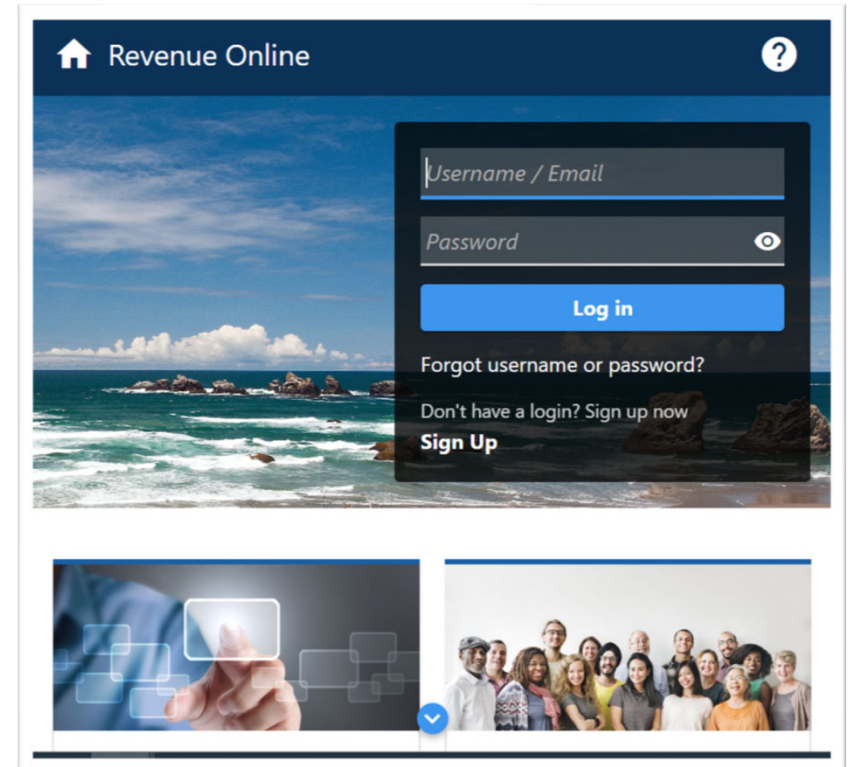 Revenue Online
Username / Email
Password
Log in
Forgot username or password?
Don't have a login? Sign up now
Sign Up